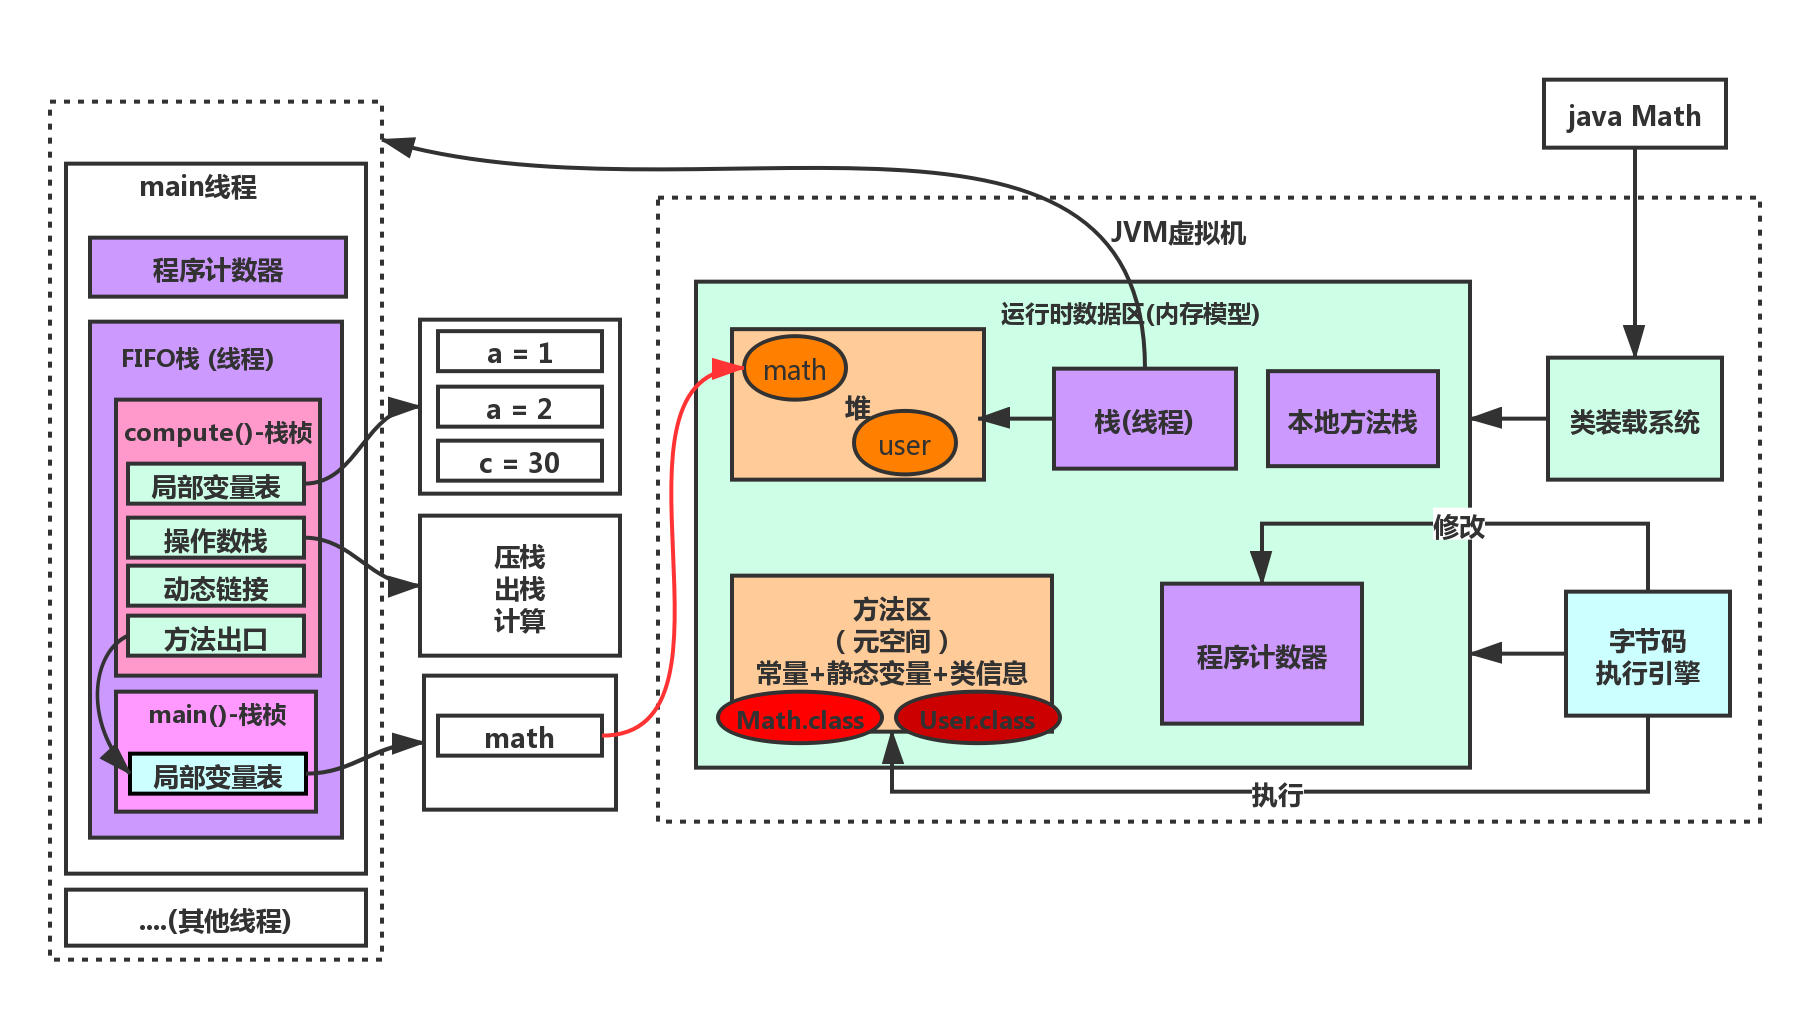 java Math
main线程
程序计数器
FIFO栈 (线程)
compute()-栈桢
局部变量表
操作数栈
动态链接
方法出口
main()-栈桢
局部变量表
....(其他线程)
a = 1
a = 2
c = 30
压栈
出栈
计算
math
JVM虚拟机
运行时数据区(内存模型)
math
堆
user
栈(线程)
本地方法栈
类装载系统
修改
方法区
（元空间）
常量+静态变量+类信息
Math.class
User.class
程序计数器
字节码
执行引擎
执行